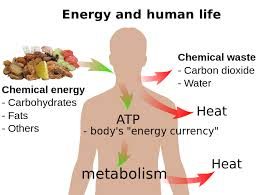 Energy and human life
Chemical waste
- Carbon dioxide
- Water
Chemical energy
- Carbohydrates
- Fats
- Others
Heat
ATP
- body's "energy currency"
metabolism
Heat